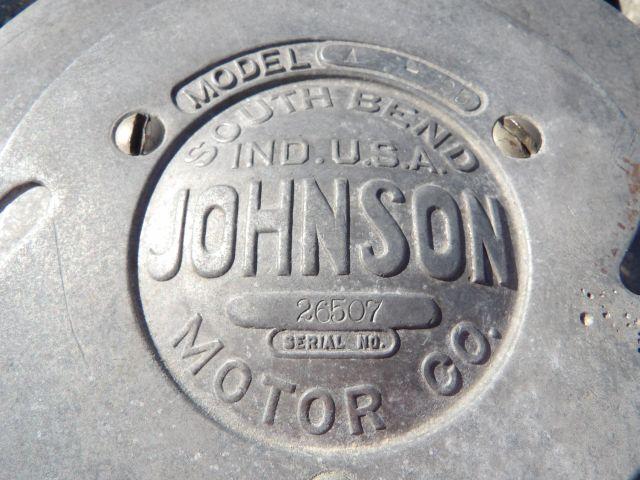 MODEL A
SOUTH BEND
IND. U.S.A.
JOHNSON
26507
SERIAL NO.
MOTOR CO.